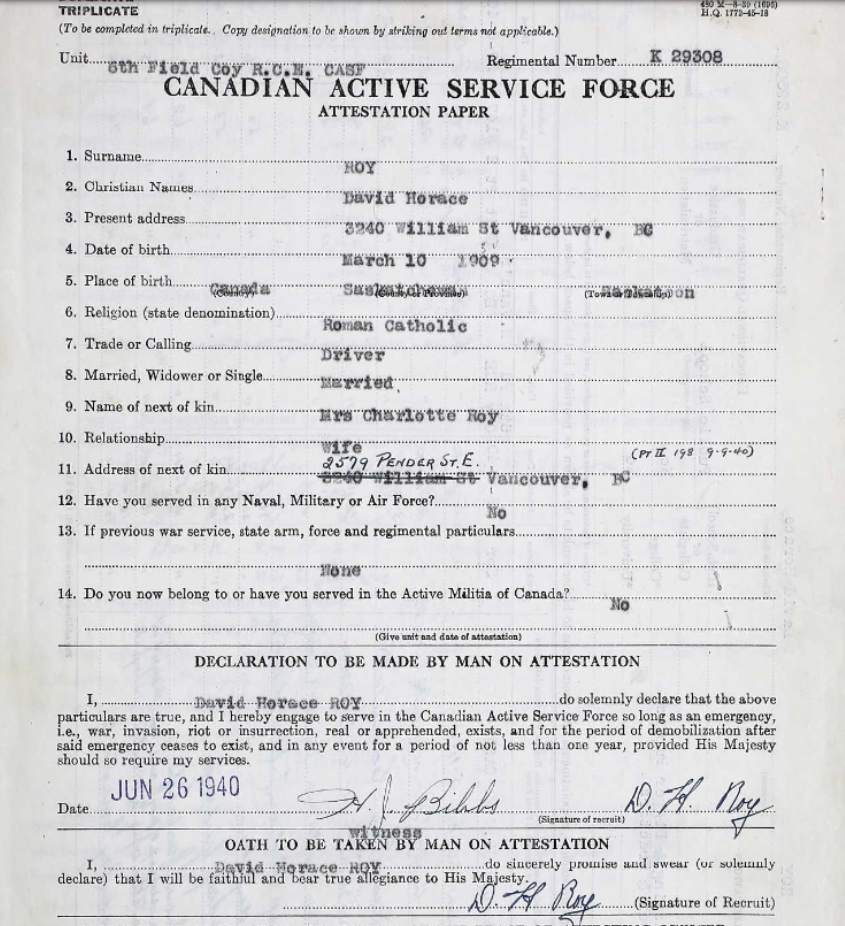 TRIPLICATE
H.Q. 1772-45-18
(To be completed in triplicate. Copy designation to be shown by striking out terms not applicable.)
Unit 6th Field Coy R.C.E. CASF Regimental Number K 29308
CANADIAN ACTIVE SERVICE FORCE
ATTESTATION PAPER
1. Surname ROY
2. Christian Names David Horace
3. Present address 3240 William St Vancouver, BC
4. Date of birth March 10 1909
5. Place of birth Canada Saskatchewan Saskatoon
6. Religion (state denomination) Roman Catholic
7. Trade or Calling Driver
8. Married, Widower or Single Married
9. Name of next of kin Mrs Charlotte Roy
10. Relationship Wife
2579 PENDER ST. E. (PT II 198 9-9-40)
11. Address of next of kin 3240 William St Vancouver, BC
12. Have you served in any Naval, Military or Air Force? No
13. If previous war service, state arm, force and regimental particulars
None
14. Do you now belong to or have you served in the Active Militia of Canada? No
(Give unit and date of attestation)
DECLARATION TO BE MADE BY MAN ON ATTESTATION
I, David Horace ROY do solemnly declare that the above
particulars are true, and I hereby engage to serve in the Canadian Active Service Force so long as an emergency,
i.e., war, invasion, riot or insurrection, real or apprehended, exists, and for the period of demobilization after
said emergency ceases to exist, and in any event for a period of not less than one year, provided His Majesty
should so require my services.
Date JUN 26 1940 H. J. Bibbs D. H. Roy
(Signature of recruit)
witness
OATH TO BE TAKEN BY MAN ON ATTESTATION
I, David Horace ROY do sincerely promise and swear (or solemnly
declare) that I will be faithful and bear true allegiance to His Majesty.
D. H Roy (Signature of Recruit)